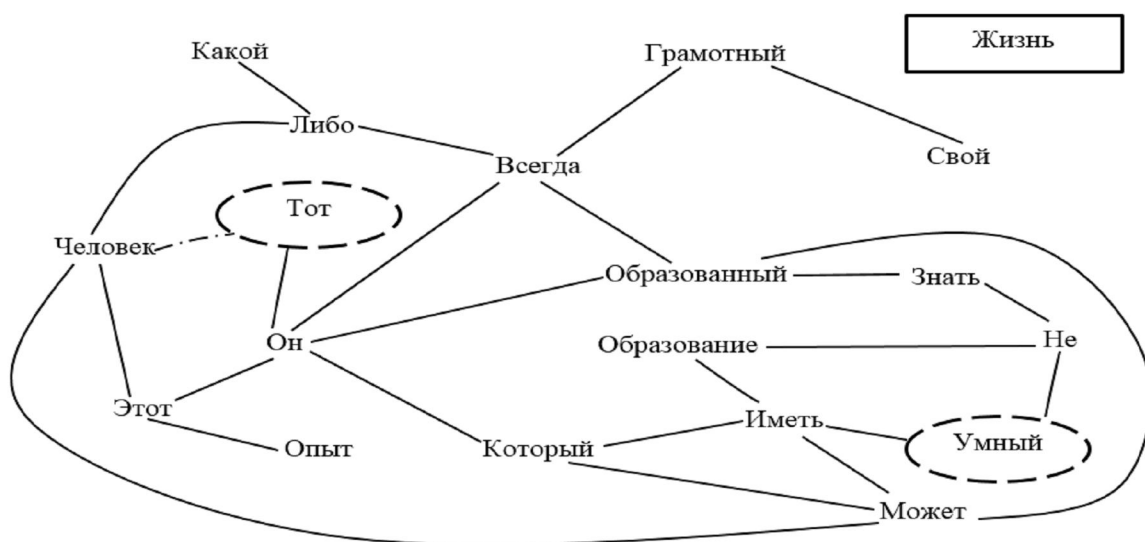 Какой
Грамотный
Жизнь
Либо
Всегда
Свой
Тот
Человек
Образованный
Знать
Он
Образование
Не
Этот
Опыт
Который
Иметь
Умный
Может